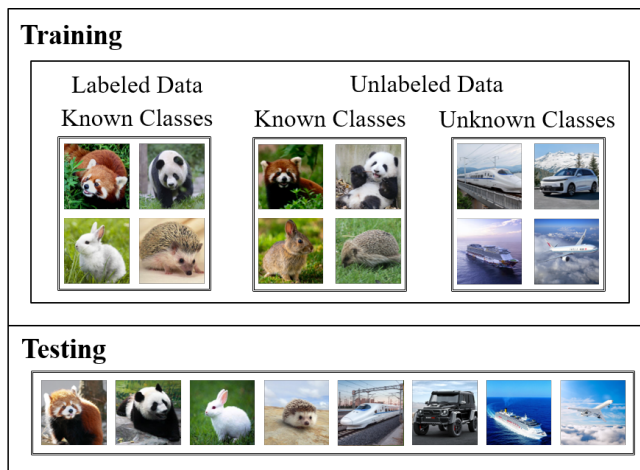 Training
Labeled Data
Unlabeled Data
Known Classes
Known Classes
Unknown Classes
Testing